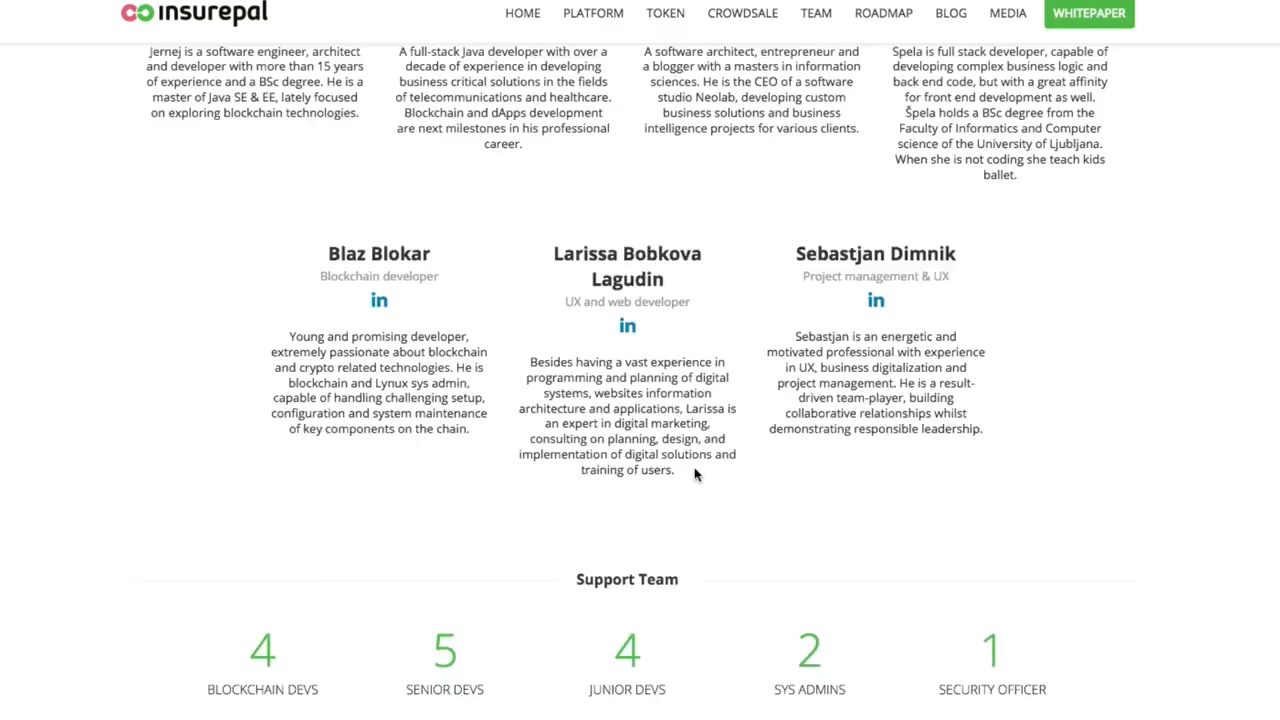 insurepal
HOME PLATFORM TOKEN CROWDSALE TEAM ROADMAP BLOG MEDIA WHITEPAPER
Jernej is a software engineer, architect
and developer with more than 15 years
of experience and a BSc degree. He is a
master of Java SE & EE, lately focused
on exploring blockchain technologies.
A full-stack Java developer with over a
decade of experience in developing
business critical solutions in the fields
of telecommunications and healthcare.
Blockchain and dApps development
are next milestones in his professional
career.
A software architect, entrepreneur and
a blogger with a masters in information
sciences. He is the CEO of a software
studio Neolab, developing custom
business solutions and business
intelligence projects for various clients.
Spela is full stack developer, capable of
developing complex business logic and
back end code, but with a great affinity
for front end development as well.
Špela holds a BSc degree from the
Faculty of Informatics and Computer
science of the University of Ljubljana.
When she is not coding she teach kids
ballet.
Blaz Blokar
Blockchain developer
in
Young and promising developer,
extremely passionate about blockchain
and crypto related technologies. He is
blockchain and Lynux sys admin,
capable of handling challenging setup,
configuration and system maintenance
of key components on the chain.
Larissa Bobkova
Lagudin
UX and web developer
in
Besides having a vast experience in
programming and planning of digital
systems, websites information
architecture and applications, Larissa is
an expert in digital marketing,
consulting on planning, design, and
implementation of digital solutions and
training of users.
Sebastjan Dimnik
Project management & UX
in
Sebastjan is an energetic and
motivated professional with experience
in UX, business digitalization and
project management. He is a result-
driven team-player, building
collaborative relationships whilst
demonstrating responsible leadership.
Support Team
4 5 4 2 1
BLOCKCHAIN DEVS SENIOR DEVS JUNIOR DEVS SYS ADMINS SECURITY OFFICER